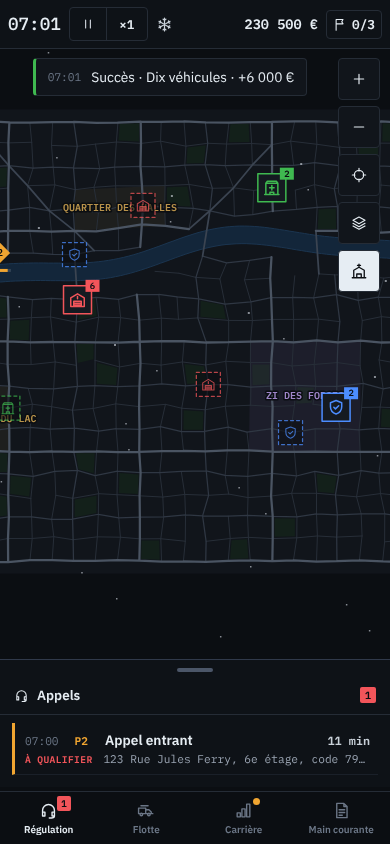 07:01
×1
230 500 €
0/3
07:01 Succès · Dix véhicules · +6 000 €
2
QUARTIER DES HALLES
6
ZI DES FO
2
DU LAC
Appels
1
07:00 P2 Appel entrant 11 min
À QUALIFIER 123 Rue Jules Ferry, 6e étage, code 79…
1
Régulation
Flotte
Carrière
Main courante